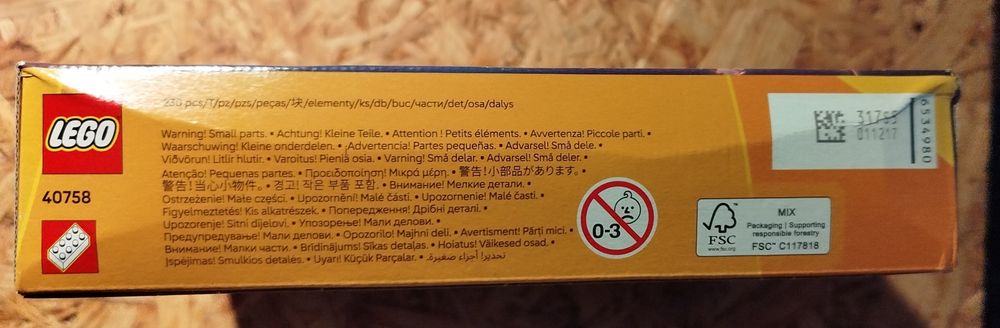 LEGO
40758
230 pcs/T/pz/pzs/peças/块/elementy/ks/db/buc/части/det/osa/dalys
Warning! Small parts. • Achtung! Kleine Teile. • Attention ! Petits éléments. • Avvertenza! Piccole parti. •
Waarschuwing! Kleine onderdelen. • ¡Advertencia! Partes pequeñas. • Advarsel! Små dele. •
Viðvörun! Litlir hlutir. • Varoitus! Pieniä osia. • Varning! Små delar. • Advarsel! Små deler. •
Atenção! Pequenas partes. • Προειδοποίηση! Μικρά μέρη. • 警告！小部品があります。 •
警告！当心小物件。 • 경고! 작은 부품 포함. • Внимание! Мелкие детали. •
Ostrzeżenie! Małe części. • Upozornění! Malé části. • Upozornenie! Malé časti. •
Figyelmeztetés! Kis alkatrészek. • Попередження! Дрібні деталі. •
Upozorenje! Sitni dijelovi. • Упозорење! Мали делови. •
Предупредување! Мали делови. • Opozorilo! Majhni deli. • Avertisment! Părți mici. •
Внимание! Малки части. • Brīdinājums! Sīkas detaļas. • Hoiatus! Väikesed osad. •
Įspėjimas! Smulkios detalės. • Uyarı! Küçük Parçalar. • تحذير! أجزاء صغيرة.
0-3
FSC
www.fsc.org
MIX
Packaging | Supporting
responsible forestry
FSC™ C117818
011217
6534980